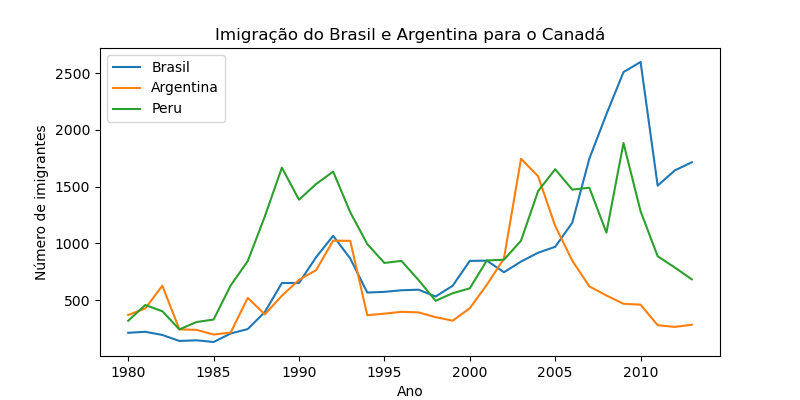 Imigração do Brasil e Argentina para o Canadá
Brasil
Argentina
Peru
Número de imigrantes
2500
2000
1500
1000
500
1980
1985
1990
1995
2000
2005
2010
Ano